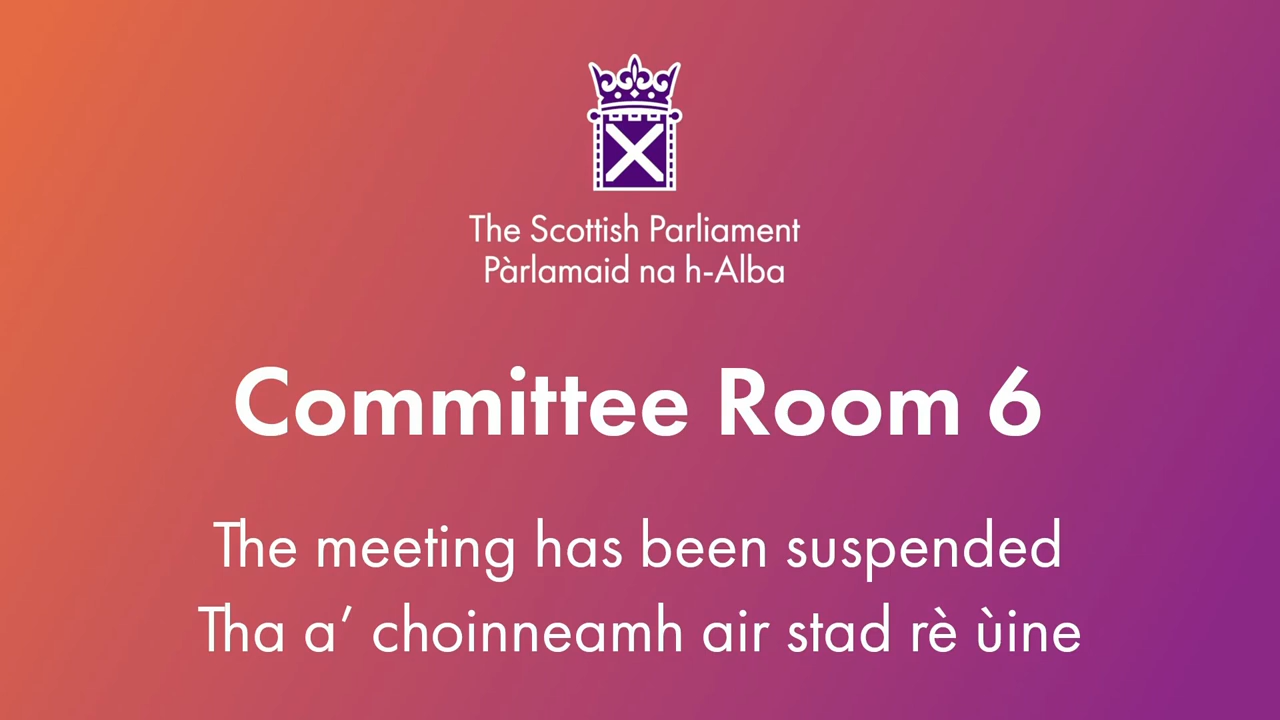 The Scottish Parliament
Pàrlamaid na h-Alba
Committee Room 6
The meeting has been suspended
Tha a’ choinneamh air stad rè ùine